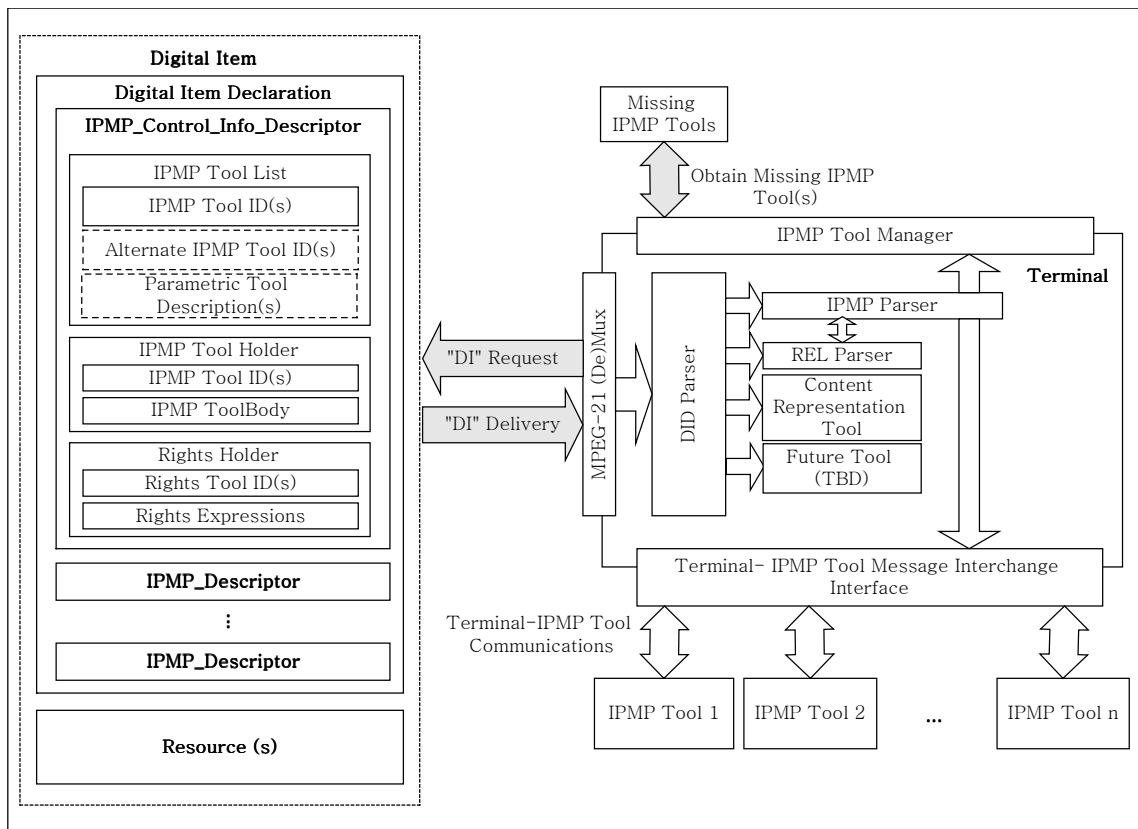 Digital Item
Digital Item Declaration
IPMP_Control_Info_Descriptor
IPMP Tool List
IPMP Tool ID(s)
Alternate IPMP Tool ID(s)
Parametric Tool
Description(s)
IPMP Tool Holder
IPMP Tool ID(s)
IPMP ToolBody
Rights Holder
Rights Tool ID(s)
Rights Expressions
IPMP_Descriptor
⋮
IPMP_Descriptor
Resource (s)
"DI" Request
"DI" Delivery
Missing
IPMP Tools
Obtain Missing IPMP
Tool(s)
IPMP Tool Manager
Terminal
MPEG-21 (De)Mux
DID Parser
IPMP Parser
REL Parser
Content
Representation
Tool
Future Tool
(TBD)
Terminal- IPMP Tool Message Interchange
Interface
Terminal-IPMP Tool
Communications
IPMP Tool 1
IPMP Tool 2
...
IPMP Tool n